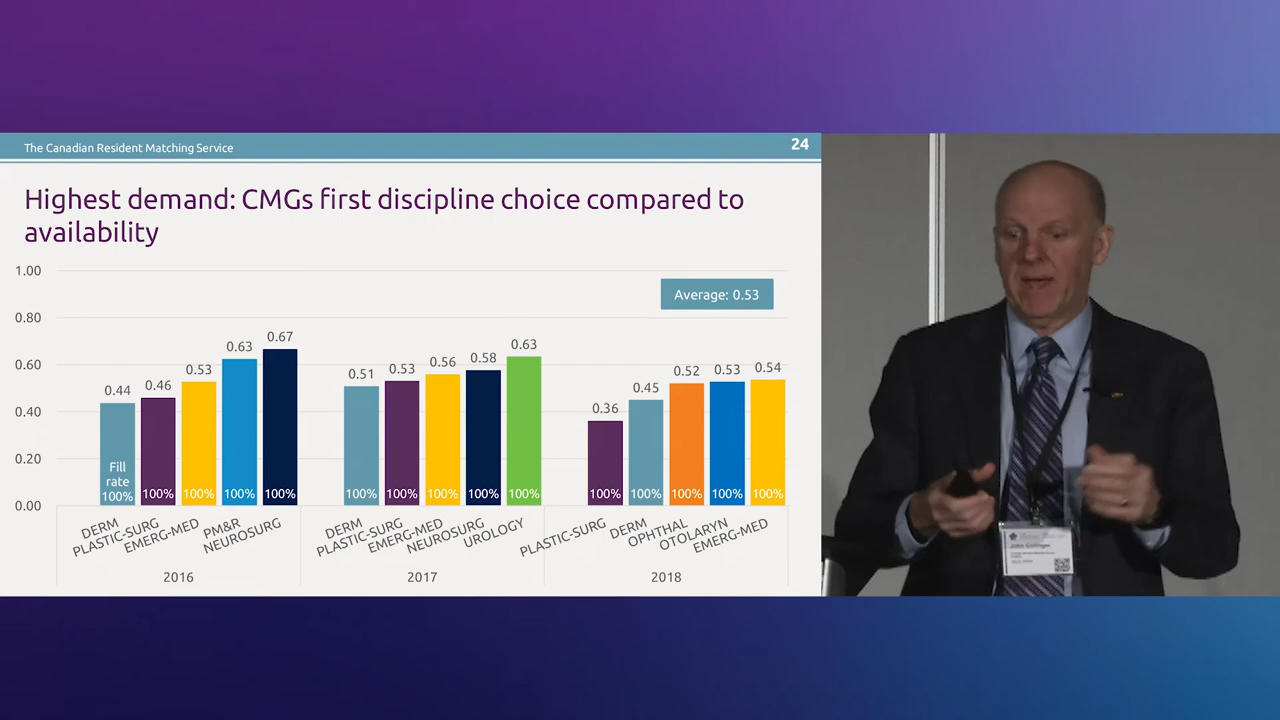 The Canadian Resident Matching Service
24
Highest demand: CMGs first discipline choice compared to
availability
1.00
0.80
0.60
0.40
0.20
0.00
Average: 0.53
0.44
0.46
0.53
0.63
0.67
Fill
rate
100%
100%
100%
100%
100%
DERM
PLASTIC-SURG
EMERG-MED
PM&R
NEUROSURG
2016
0.51
0.53
0.56
0.58
0.63
100%
100%
100%
100%
100%
DERM
PLASTIC-SURG
EMERG-MED
NEUROSURG
UROLOGY
2017
0.36
0.45
0.52
0.53
0.54
100%
100%
100%
100%
100%
PLASTIC-SURG
DERM
OPHTHAL
OTOLARYN
EMERG-MED
2018